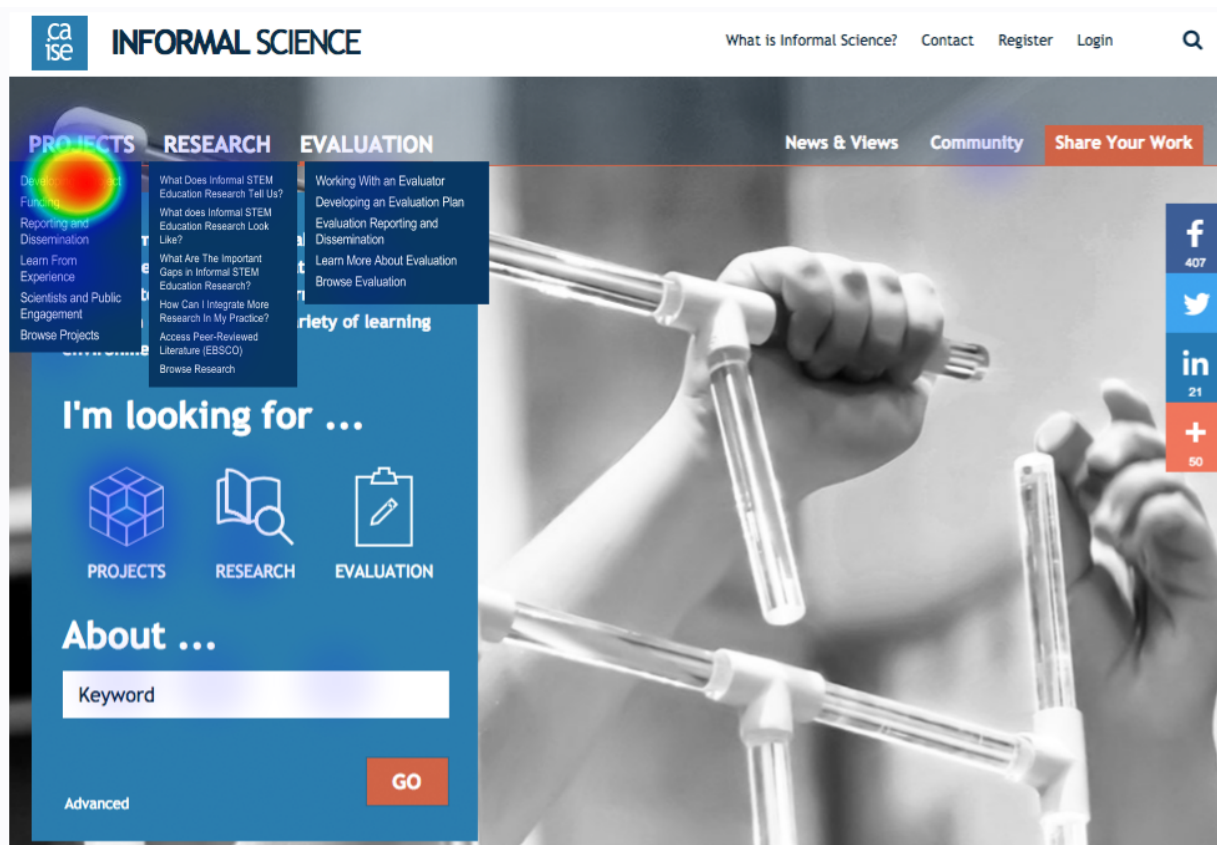 ca
ise
INFORMAL SCIENCE
What is Informal Science?
Contact
Register
Login
PROJECTS
RESEARCH
EVALUATION
News & Views
Community
Share Your Work
Funding
Reporting and
Dissemination
Learn From
Experience
Scientists and Public
Engagement
Browse Projects
What Does Informal STEM
Education Research Tell Us?
What does Informal STEM
Education Research Look
Like?
What Are The Important
Gaps in Informal STEM
Education Research?
How Can I Integrate More
Research In My Practice?
Access Peer-Reviewed
Literature (EBSCO)
Browse Research
Working With an Evaluator
Developing an Evaluation Plan
Evaluation Reporting and
Dissemination
Learn More About Evaluation
Browse Evaluation
of learning
I'm looking for ...
PROJECTS
RESEARCH
EVALUATION
About ...
Keyword
GO
Advanced
f
407
in
21
+
50